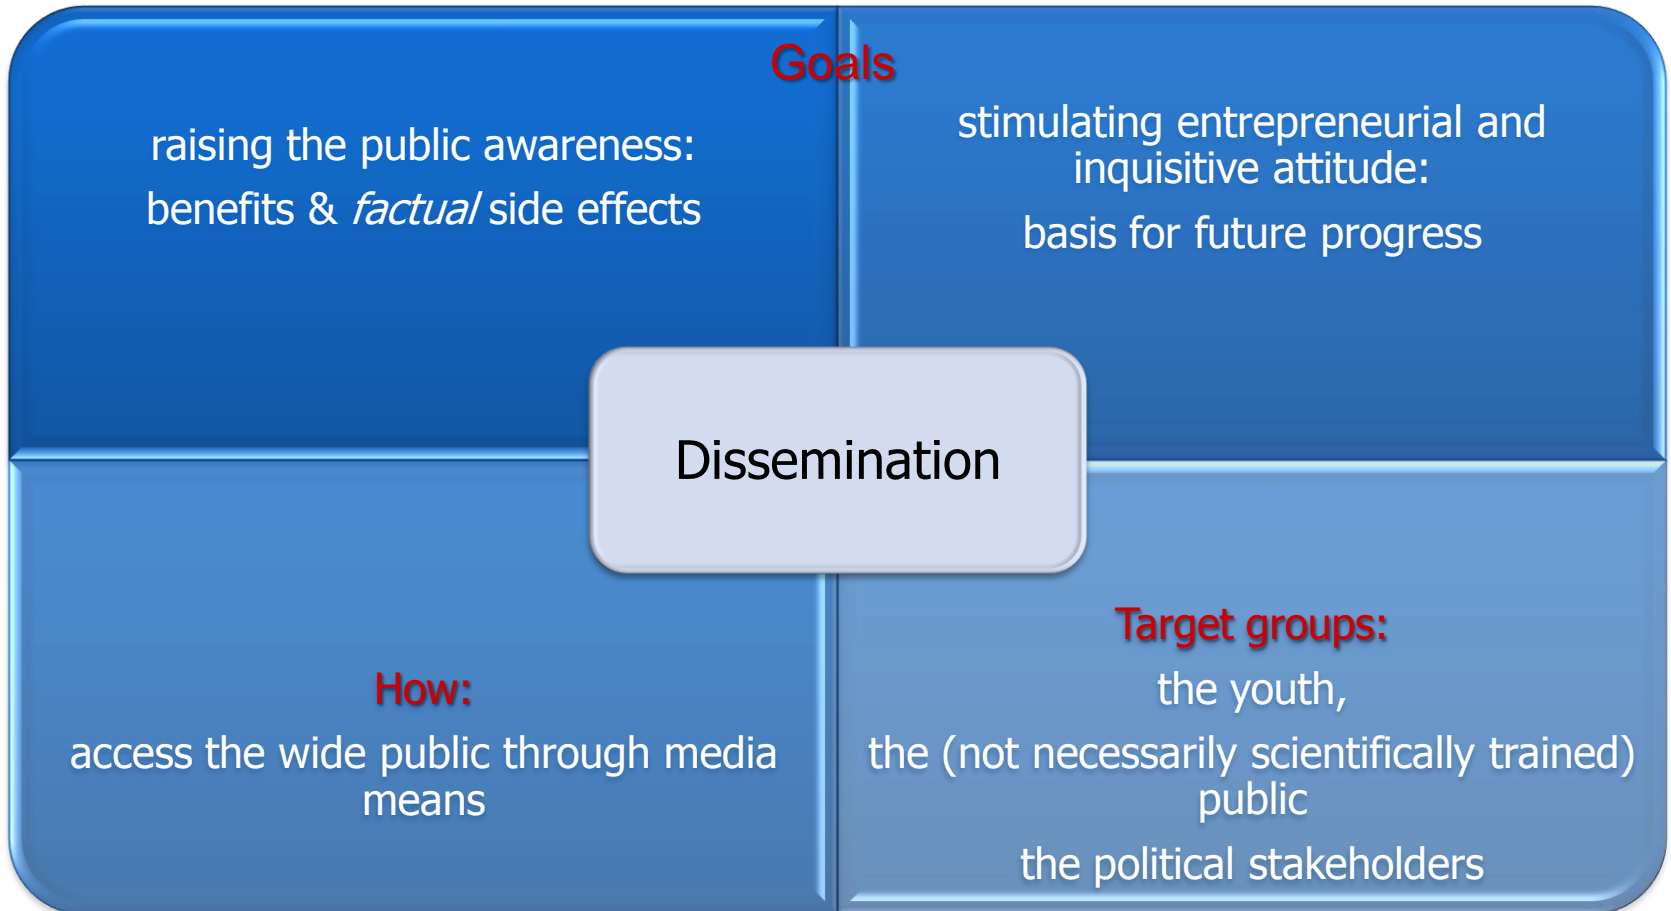 Goals
raising the public awareness:
benefits & factual side effects
stimulating entrepreneurial and
inquisitive attitude:
basis for future progress
Dissemination
How:
access the wide public through media
means
Target groups:
the youth,
the (not necessarily scientifically trained)
public
the political stakeholders